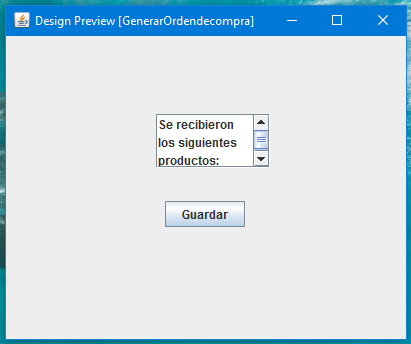 Design Preview [GenerarOrdendecompra]
Se recibieron
los siguientes
productos:
Guardar